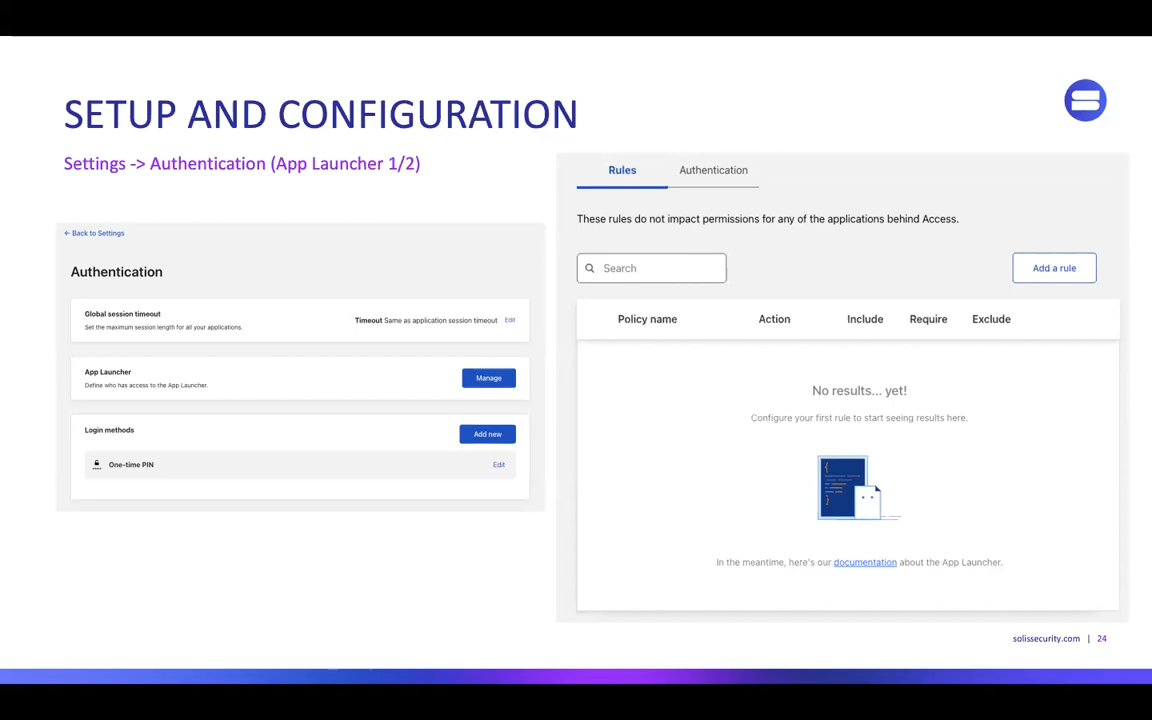 SETUP AND CONFIGURATION
Settings -> Authentication (App Launcher 1/2)
← Back to Settings
Authentication
Global session timeout
Set the maximum session length for all your applications.
Timeout Same as application session timeout Edit
App Launcher
Define who has access to the App Launcher.
Manage
Login methods
Add new
One-time PIN
Edit
Rules Authentication
These rules do not impact permissions for any of the applications behind Access.
Search
Add a rule
Policy name Action Include Require Exclude
No results... yet!
Configure your first rule to start seeing results here.
In the meantime, here's our documentation about the App Launcher.
solissecurity.com | 24